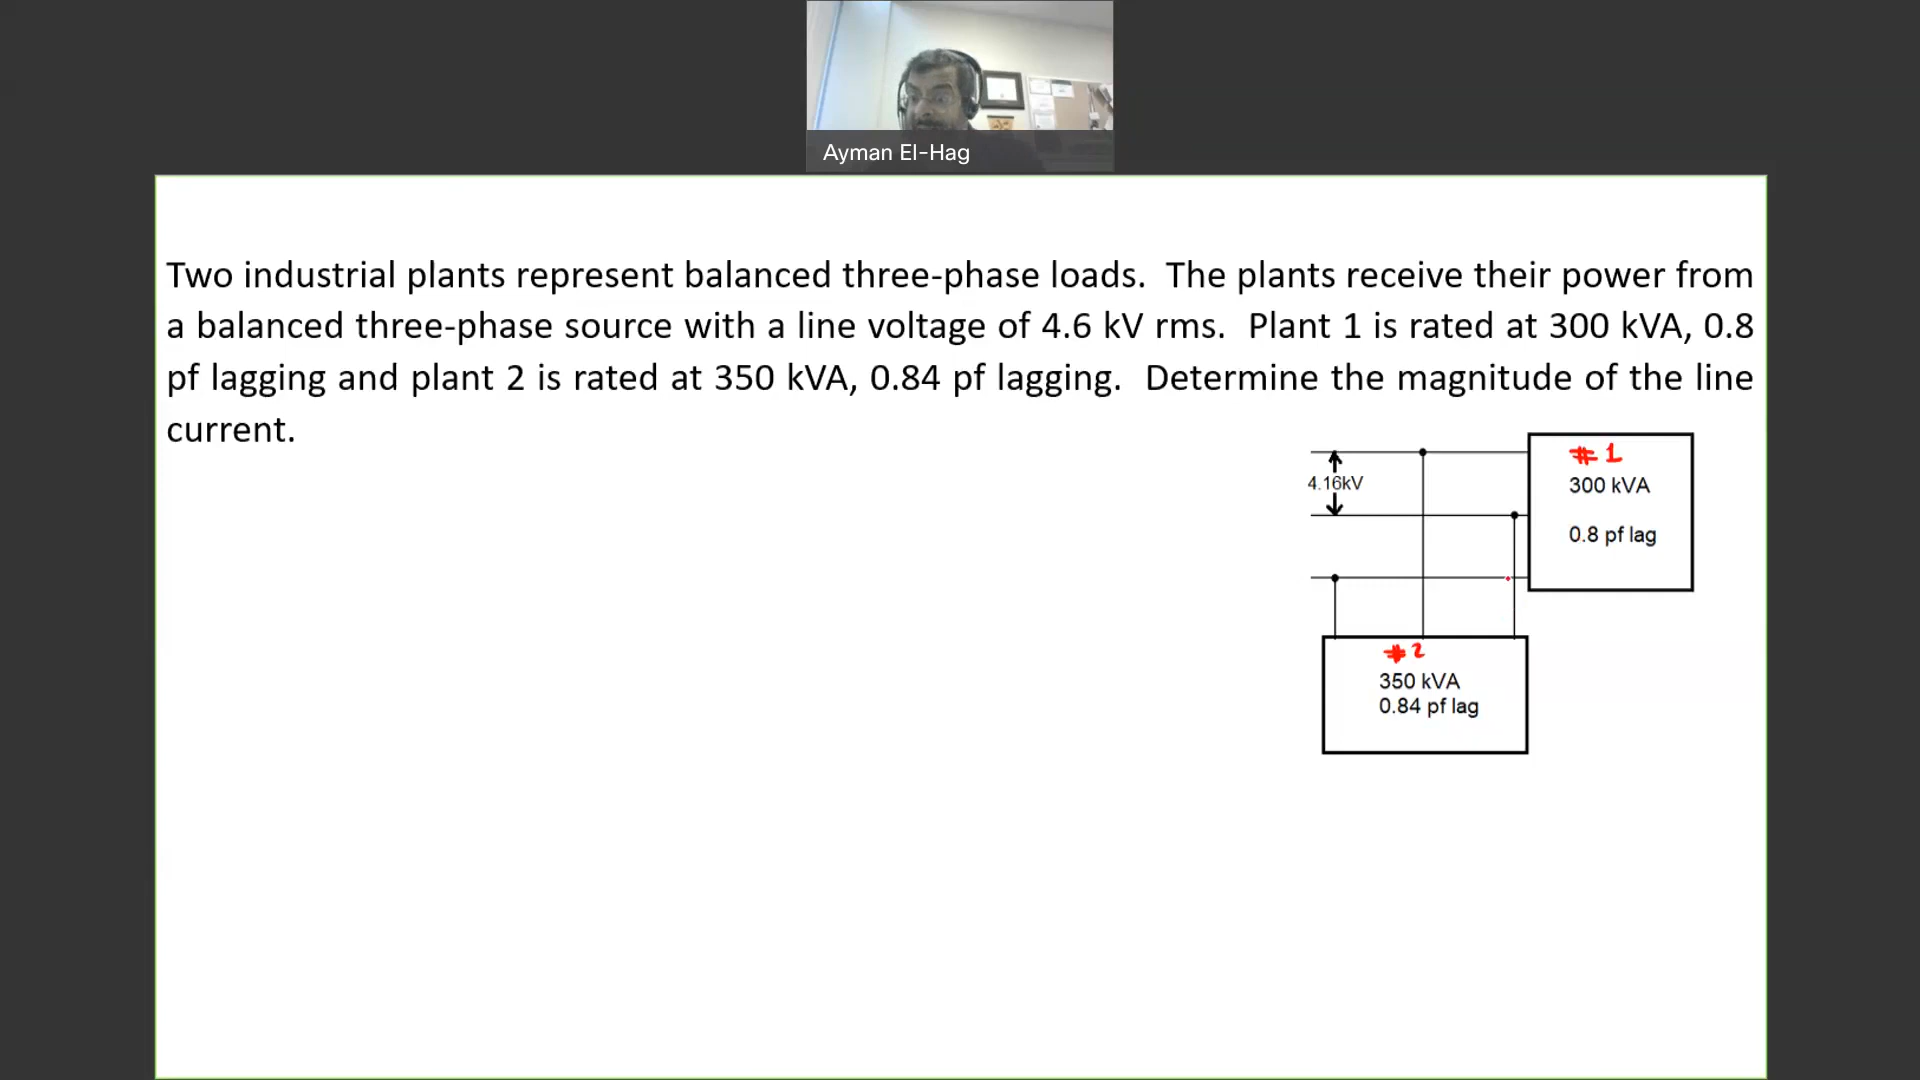 Ayman El-Hag
Two industrial plants represent balanced three-phase loads. The plants receive their power from
a balanced three-phase source with a line voltage of 4.6 kV rms. Plant 1 is rated at 300 kVA, 0.8
pf lagging and plant 2 is rated at 350 kVA, 0.84 pf lagging. Determine the magnitude of the line
current.
# 1
4.16kV
300 kVA
0.8 pf lag
# 2
350 kVA
0.84 pf lag